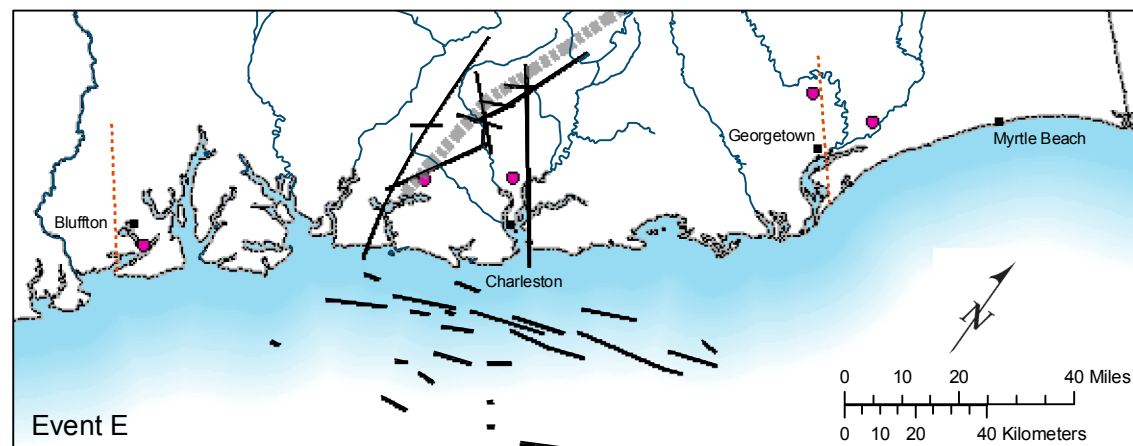 Georgetown
Myrtle Beach
Bluffton
Charleston
N
0 10 20 40 Miles
0 10 20 40 Kilometers
Event E